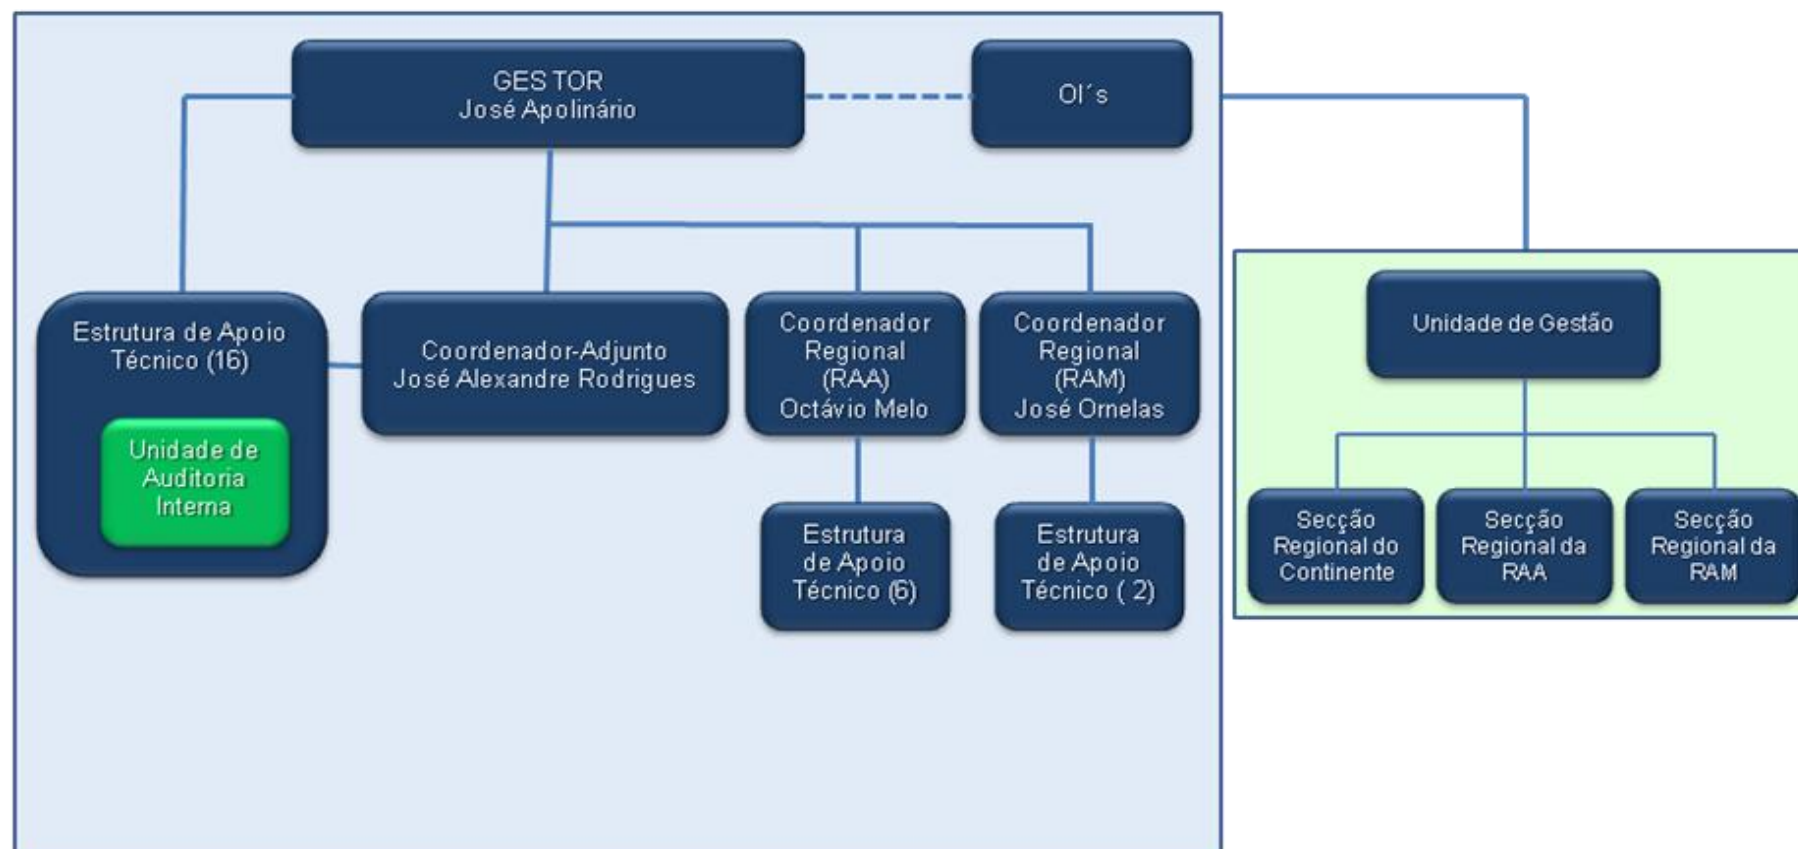 GESTOR
José Apolinário
OI´s
Estrutura de Apoio
Técnico (16)
Unidade de
Auditoria
Interna
Coordenador-Adjunto
José Alexandre Rodrigues
Coordenador
Regional
(RAA)
Octávio Melo
Coordenador
Regional
(RAM)
José Ornelas
Estrutura
de Apoio
Técnico (6)
Estrutura
de Apoio
Técnico ( 2)
Unidade de Gestão
Secção
Regional do
Continente
Secção
Regional da
RAA
Secção
Regional da
RAM